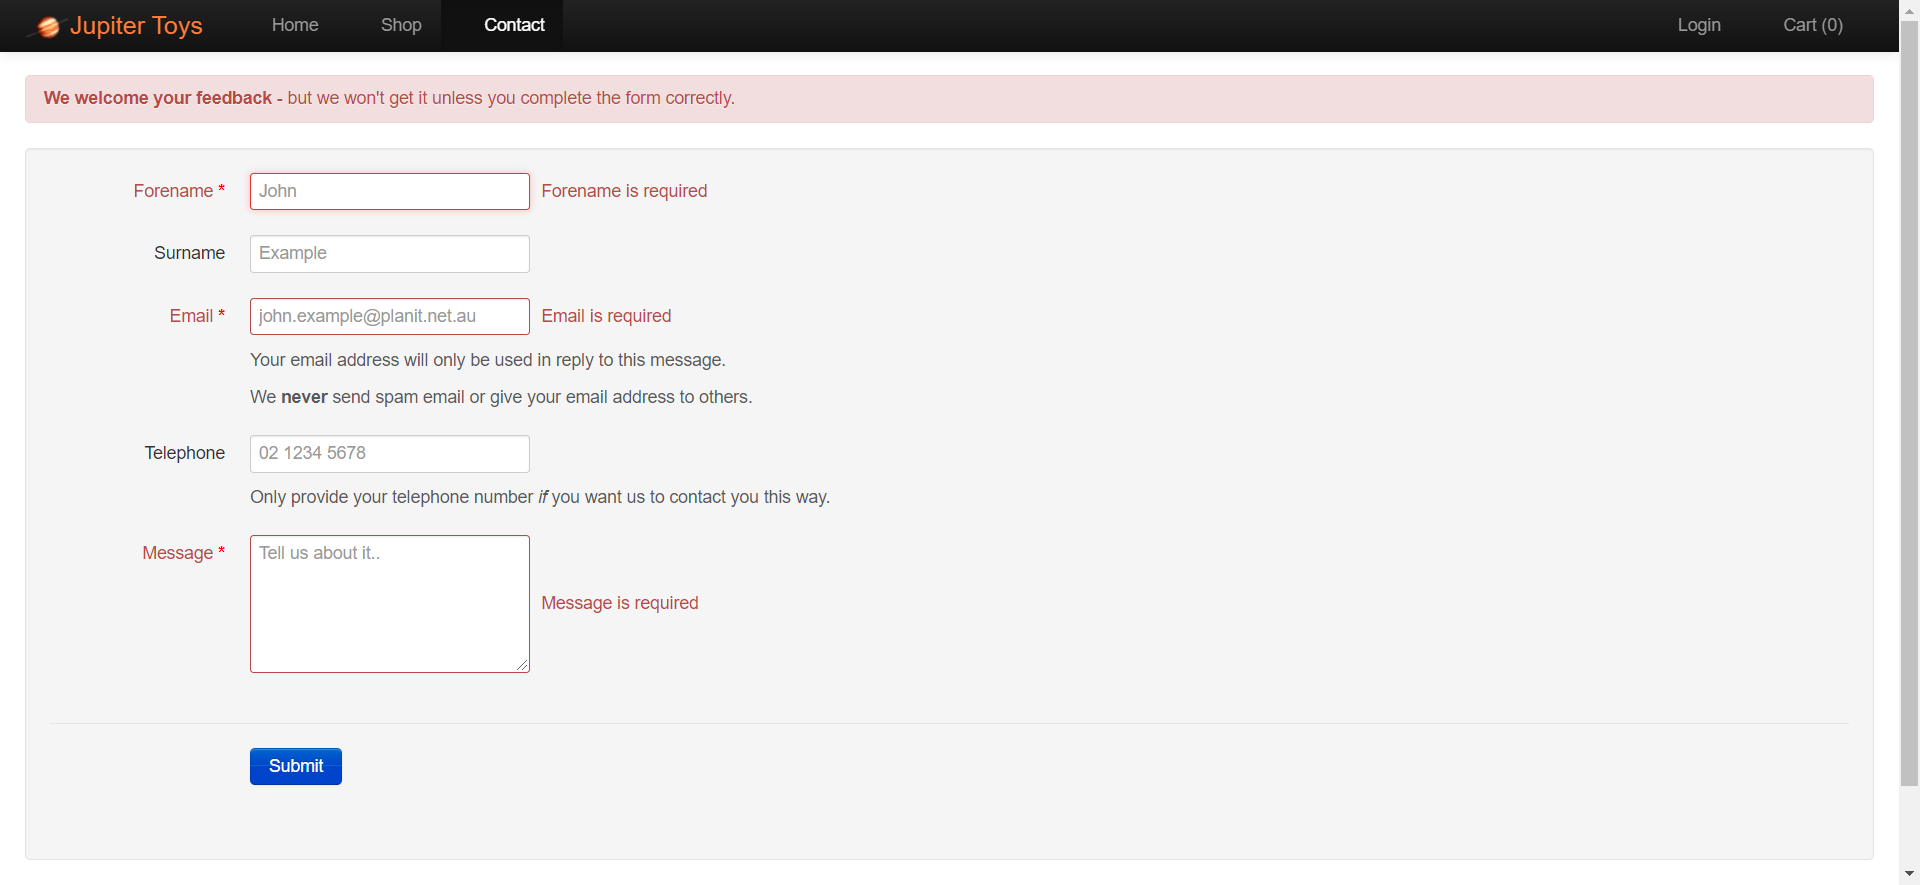 Jupiter Toys Home Shop Contact Login Cart (0)
We welcome your feedback - but we won't get it unless you complete the form correctly.
Forename * John Forename is required
Surname Example
Email * john.example@planit.net.au Email is required
Your email address will only be used in reply to this message.
We never send spam email or give your email address to others.
Telephone 02 1234 5678
Only provide your telephone number if you want us to contact you this way.
Message * Tell us about it..
Message is required
Submit